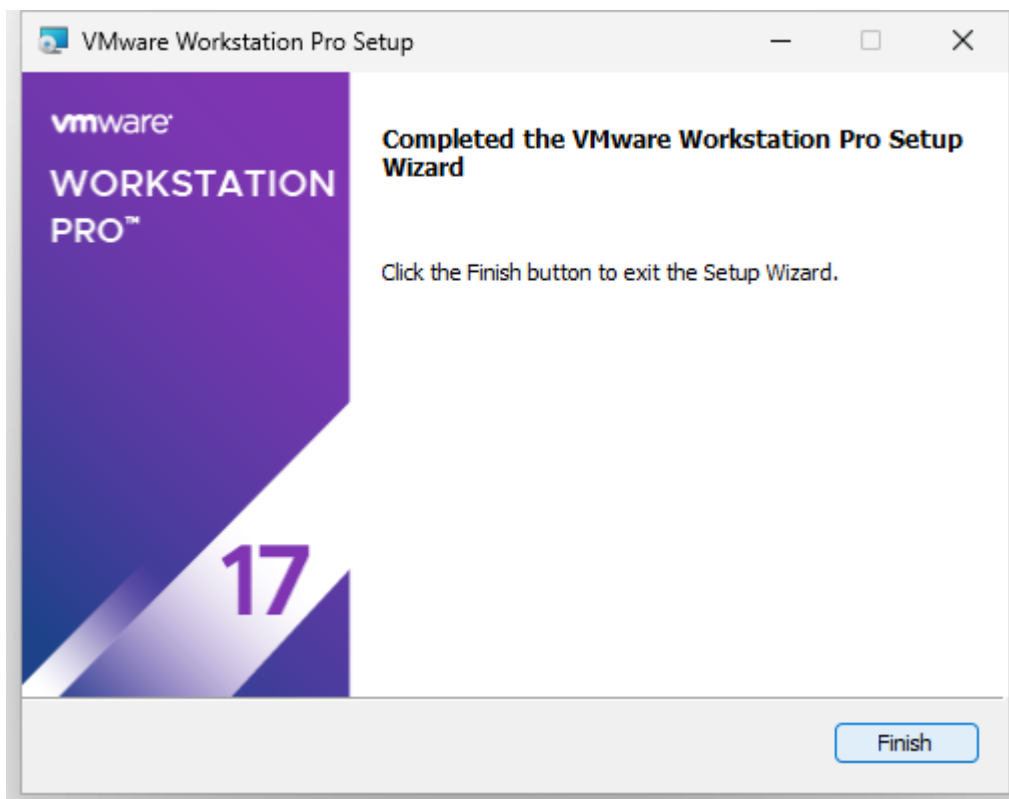 VMware Workstation Pro Setup
vmware
WORKSTATION
PRO™
Completed the VMware Workstation Pro Setup
Wizard
Click the Finish button to exit the Setup Wizard.
17
Finish